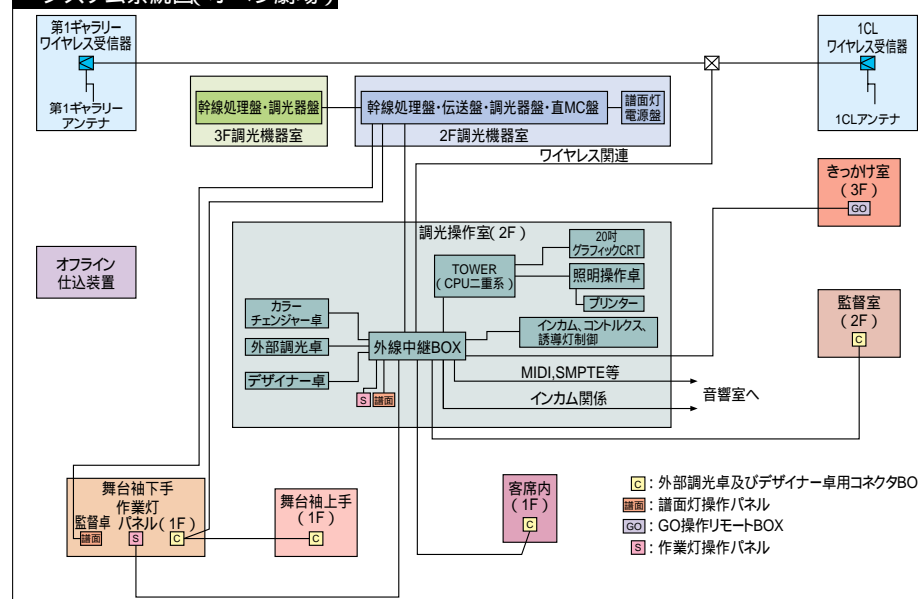 システム系統図(オペラ劇場)
第1ギャラリー
ワイヤレス受信器
第1ギャラリー
アンテナ
1CL
ワイヤレス受信器
1CLアンテナ
幹線処理盤・調光器盤
3F調光機器室
幹線処理盤・伝送盤・調光器盤・直MC盤
譜面灯
電源盤
2F調光機器室
ワイヤレス関連
きっかけ室
(3F)
GO
オフライン
仕込装置
調光操作室(2F)
20吋
グラフィックCRT
TOWER
(CPU二重系)
照明操作卓
プリンター
カラー
チェンジャー卓
外部調光卓
デザイナー卓
外線中継BOX
インカム、コントルクス、
誘導灯制御
S
譜面
MIDI,SMPTE等
インカム関係
音響室へ
監督室
(2F)
C
舞台袖下手
作業灯
監督卓 パネル(1F)
譜面
S
C
舞台袖上手
(1F)
C
客席内
(1F)
C
C:外部調光卓及びデザイナー卓用コネクタBO
譜面:譜面灯操作パネル
GO:GO操作リモートBOX
S:作業灯操作パネル